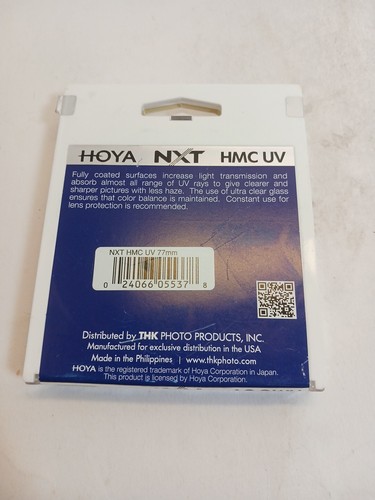 HOYA NXT HMC UV
Fully coated surfaces increase light transmission and
absorb almost all range of UV rays to give clearer and
sharper pictures with less haze. The use of ultra clear glass
ensures that color balance is maintained. Constant use for
lens protection is recommended.
NXT HMC UV 77mm
0 24066 05537 8
Distributed by THK PHOTO PRODUCTS, INC.
Manufactured for exclusive distribution in the USA
Made in the Philippines | www.thkphoto.com
HOYA is the registered trademark of Hoya Corporation in Japan.
This product is licensed by Hoya Corporation.